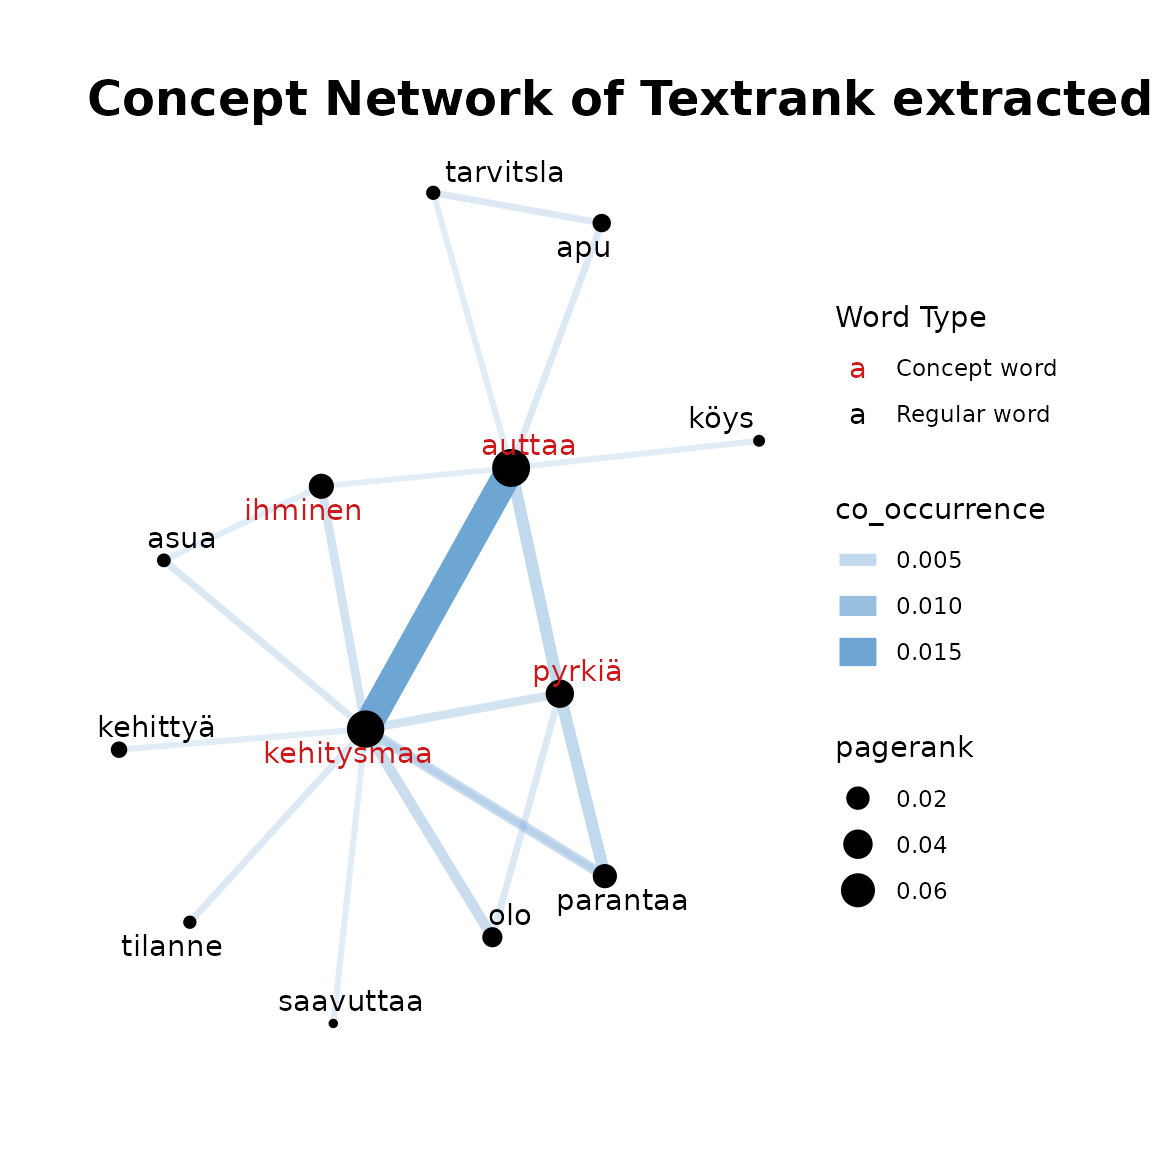 Concept Network of Textrank extracted
tarvitsla
apu
köys
auttaa
ihminen
asua
pyrkiä
kehittyä
kehitysmaa
parantaa
olo
tilanne
saavuttaa
Word Type
a Concept word
a Regular word
co_occurrence
0.005
0.010
0.015
pagerank
0.02
0.04
0.06